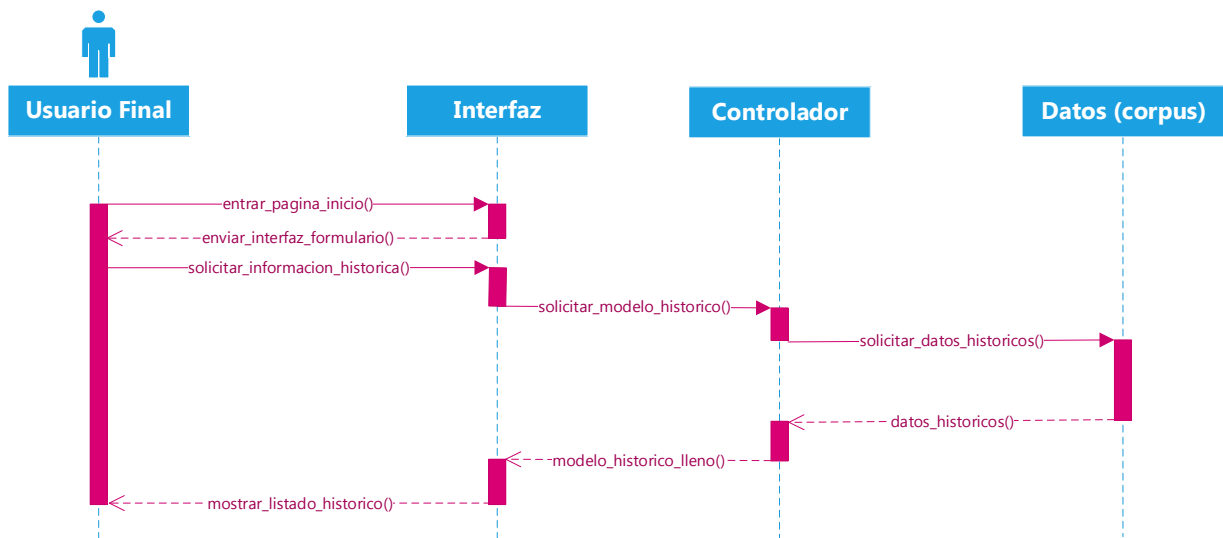 Usuario Final
Interfaz
Controlador
Datos (corpus)
entrar_pagina_inicio()
enviar_interfaz_formulario()
solicitar_informacion_historica()
solicitar_modelo_historico()
solicitar_datos_historicos()
datos_historicos()
modelo_historico_lleno()
mostrar_listado_historico()